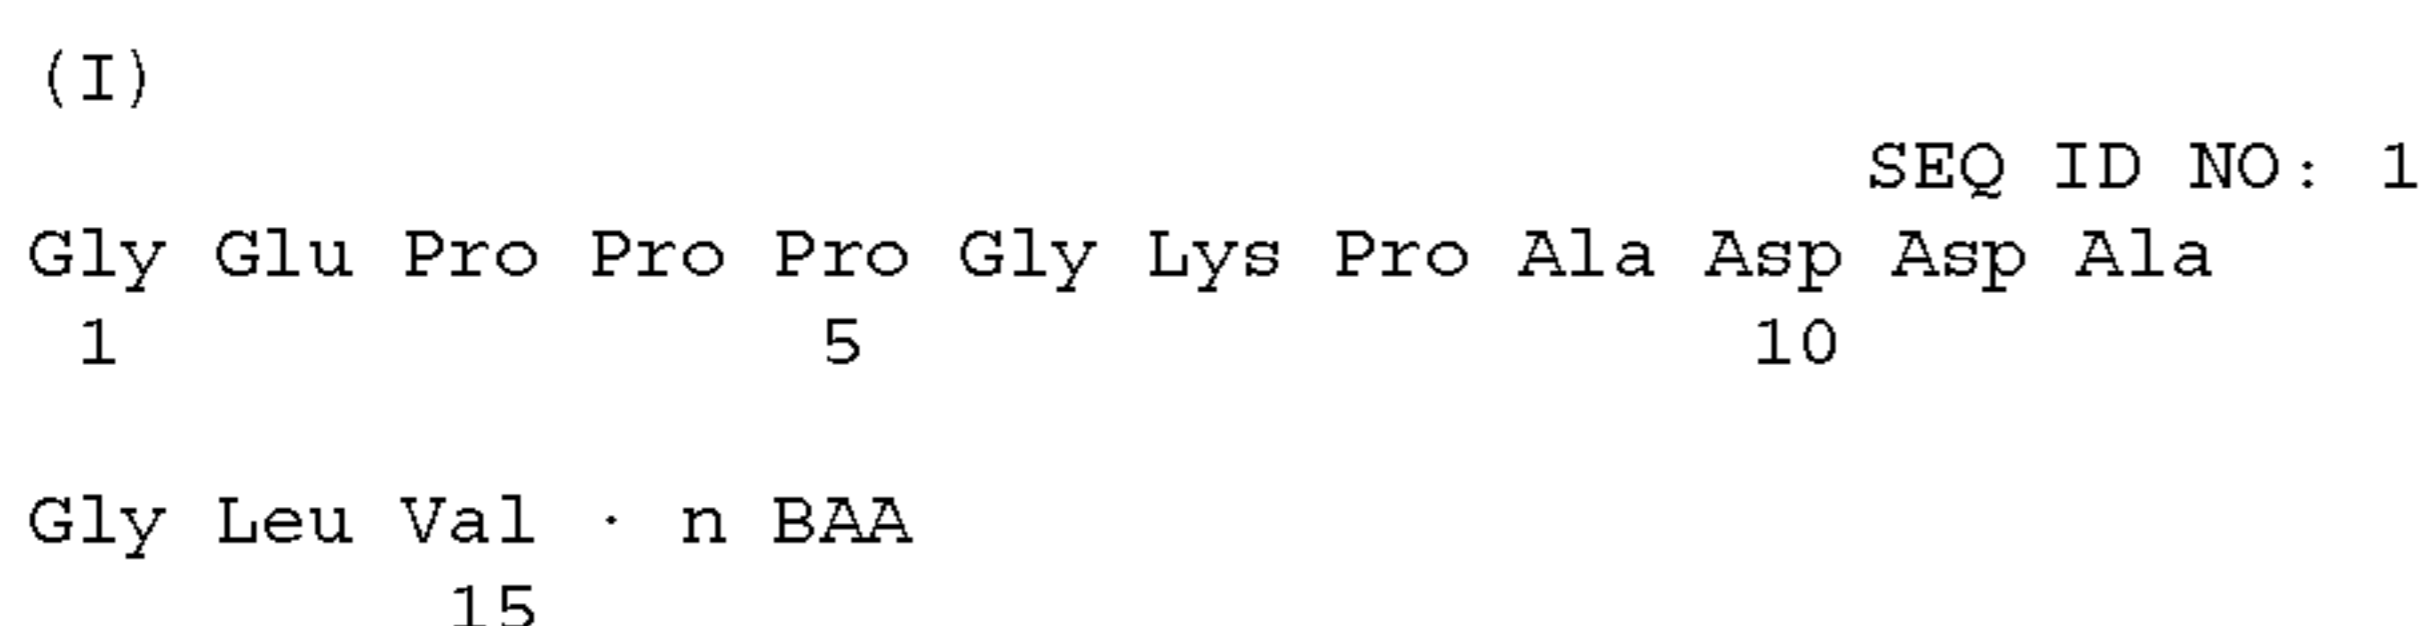 (I)
SEQ ID NO: 1
Gly Glu Pro Pro Pro Gly Lys Pro Ala Asp Asp Ala
1 5 10
Gly Leu Val · n BAA
15